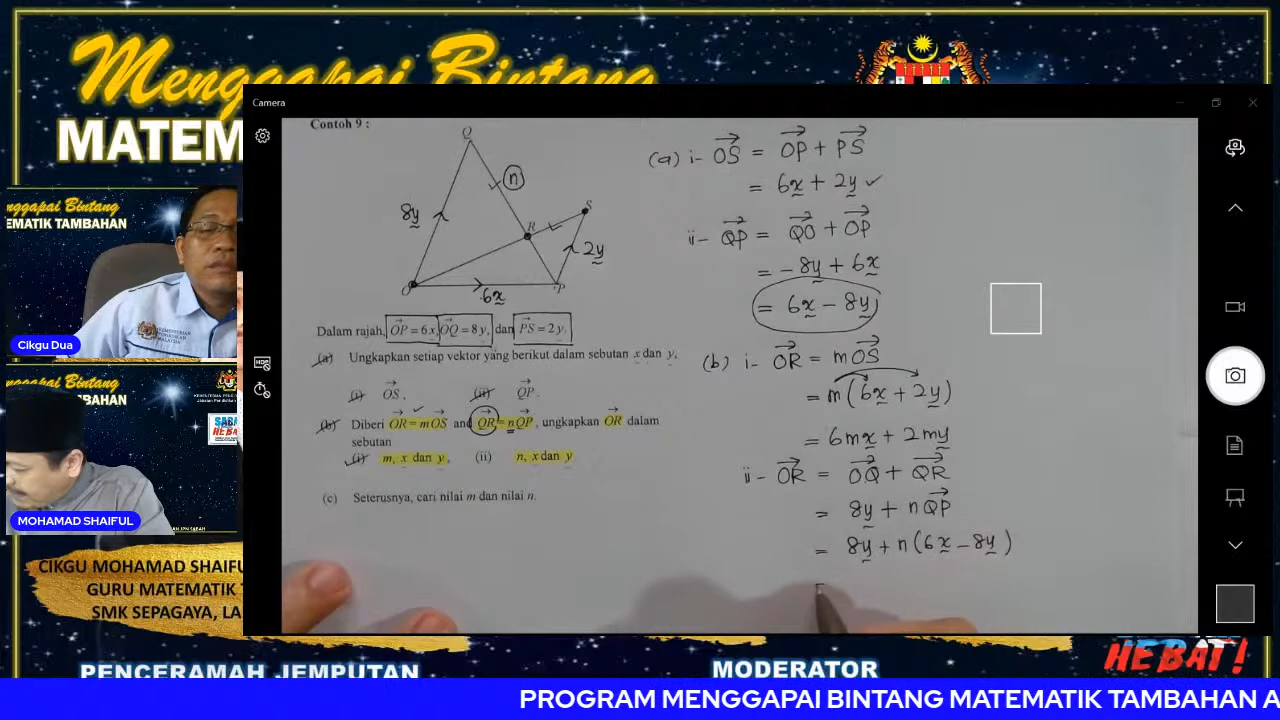 Menggapai Bintang
MATEM
Camera
Contoh 9 :
Q
n
8y
S
R
2y
O
6x
P
Dalam rajah, OP = 6x, OQ = 8y, dan PS = 2y.
(a) Ungkapkan setiap vektor yang berikut dalam sebutan x dan y,
(i) OS, (ii) QP.
(b) Diberi OR = mOS and QR = nQP, ungkapkan OR dalam
sebutan
(i) m, x dan y, (ii) n, x dan y
(c) Seterusnya, cari nilai m dan nilai n.
(a) i- OS = OP + PS
= 6x + 2y ✓
ii- QP = QO + OP
= -8y + 6x
= 6x - 8y
(b) i- OR = mOS
= m(6x + 2y)
= 6mx + 2my
ii- OR = OQ + QR
= 8y + nQP
= 8y + n(6x - 8y)
enggapai Bintang
ATEMATIK TAMBAHAN
Cikgu Dua
MOHAMAD SHAIFUL
CIKGU MOHAMAD SHAIFU
GURU MATEMATIK T
SMK SEPAGAYA, LA
HEBAT!
PENCERAMAH JEMPUTAN
MODERATOR
PROGRAM MENGGAPAI BINTANG MATEMATIK TAMBAHAN A